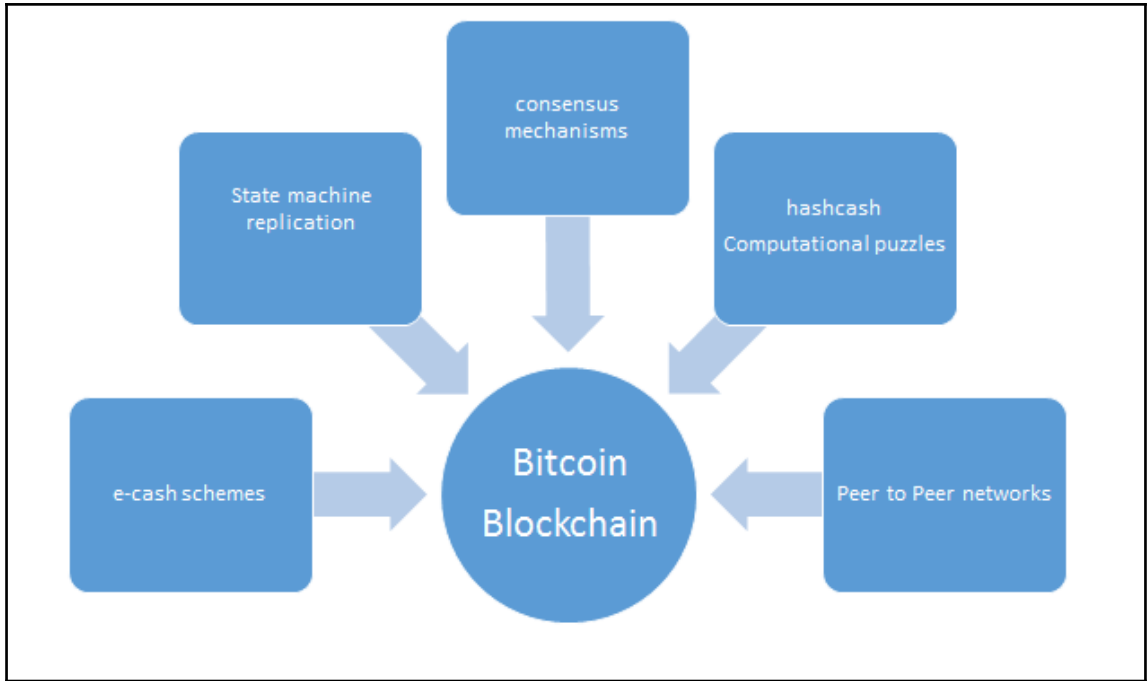 consensus
mechanisms
State machine
replication
hashcash
Computational puzzles
e-cash schemes
Bitcoin
Blockchain
Peer to Peer networks